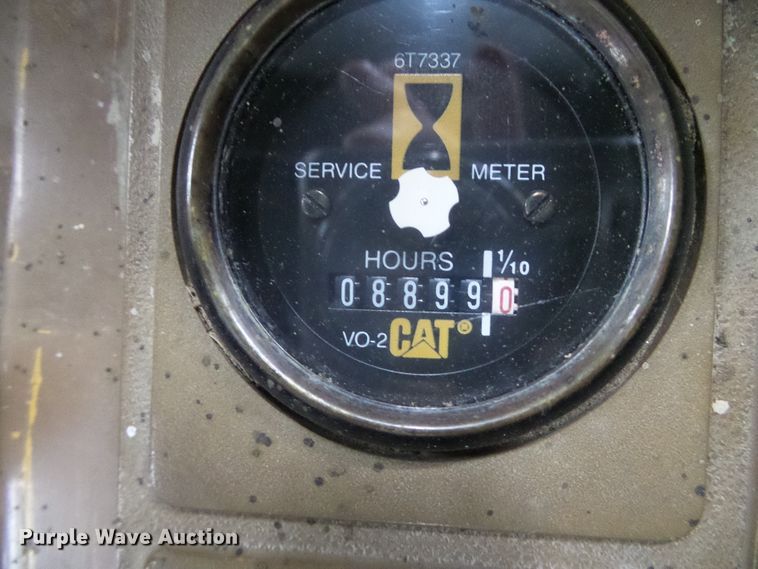 6T7337
SERVICE METER
HOURS 1/10
088990
VO-2 CAT®
Purple Wave Auction